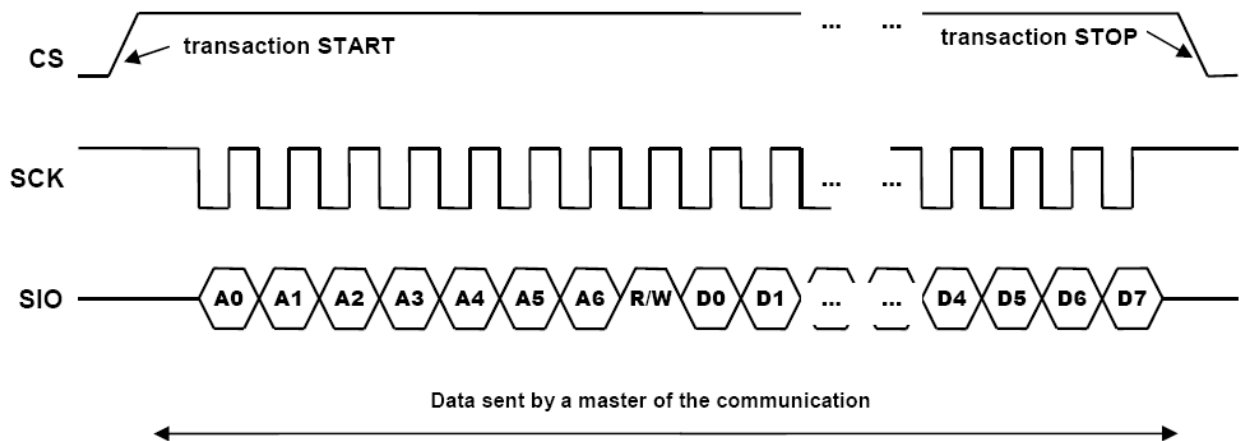 ... ...
transaction START
transaction STOP
CS
SCK
... ...
SIO
A0 A1 A2 A3 A4 A5 A6 R/W D0 D1 ... ... D4 D5 D6 D7
Data sent by a master of the communication